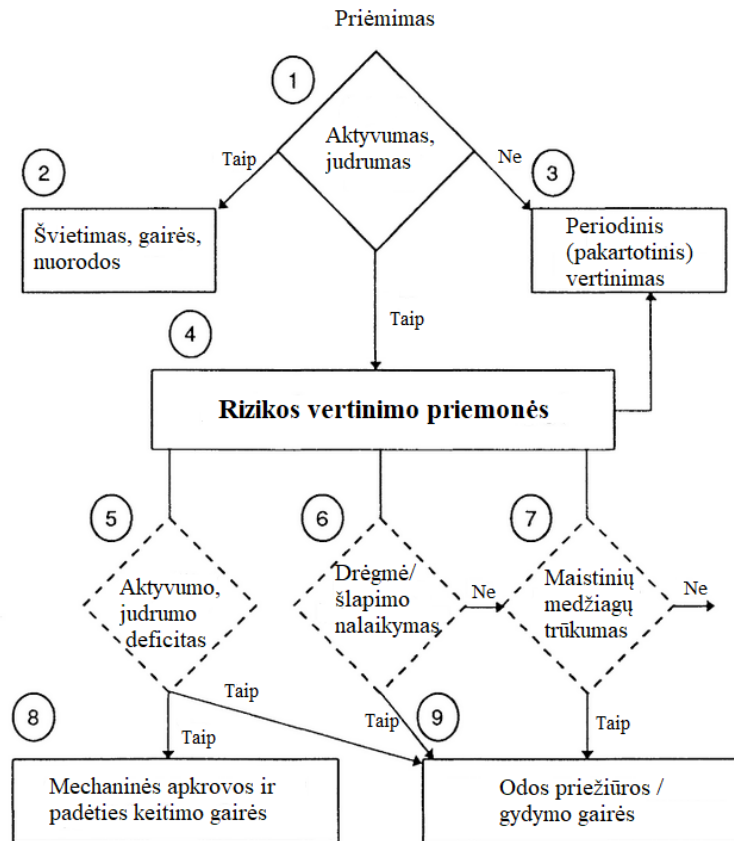 Priėmimas
1
Aktyvumas,
judrumas
Taip
Ne
2
3
Švietimas, gairės,
nuorodos
Periodinis
(pakartotinis)
vertinimas
Taip
4
Rizikos vertinimo priemonės
5
6
7
Aktyvumo,
judrumo
deficitas
Drėgmė/
šlapimo
nalaikymas
Ne
Maistinių
medžiagų
trūkumas
Ne
8
Taip
Taip
Taip
9
Taip
Mechaninės apkrovos ir
padėties keitimo gairės
Odos priežiūros /
gydymo gairės